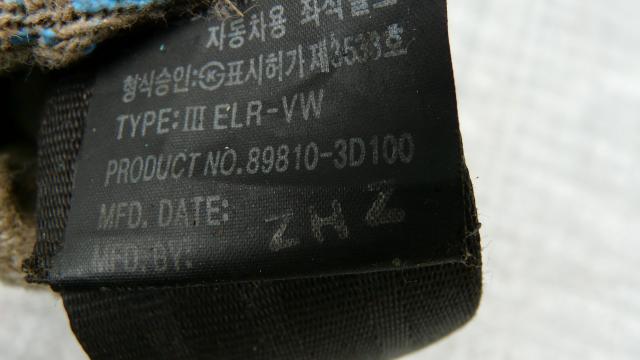 자동차용 좌석벨트
형식승인:㉿표시허가 제3533호
TYPE:III ELR-VW
PRODUCT NO.89810-3D100
MFD. DATE:
MFD. BY:
ZHZ